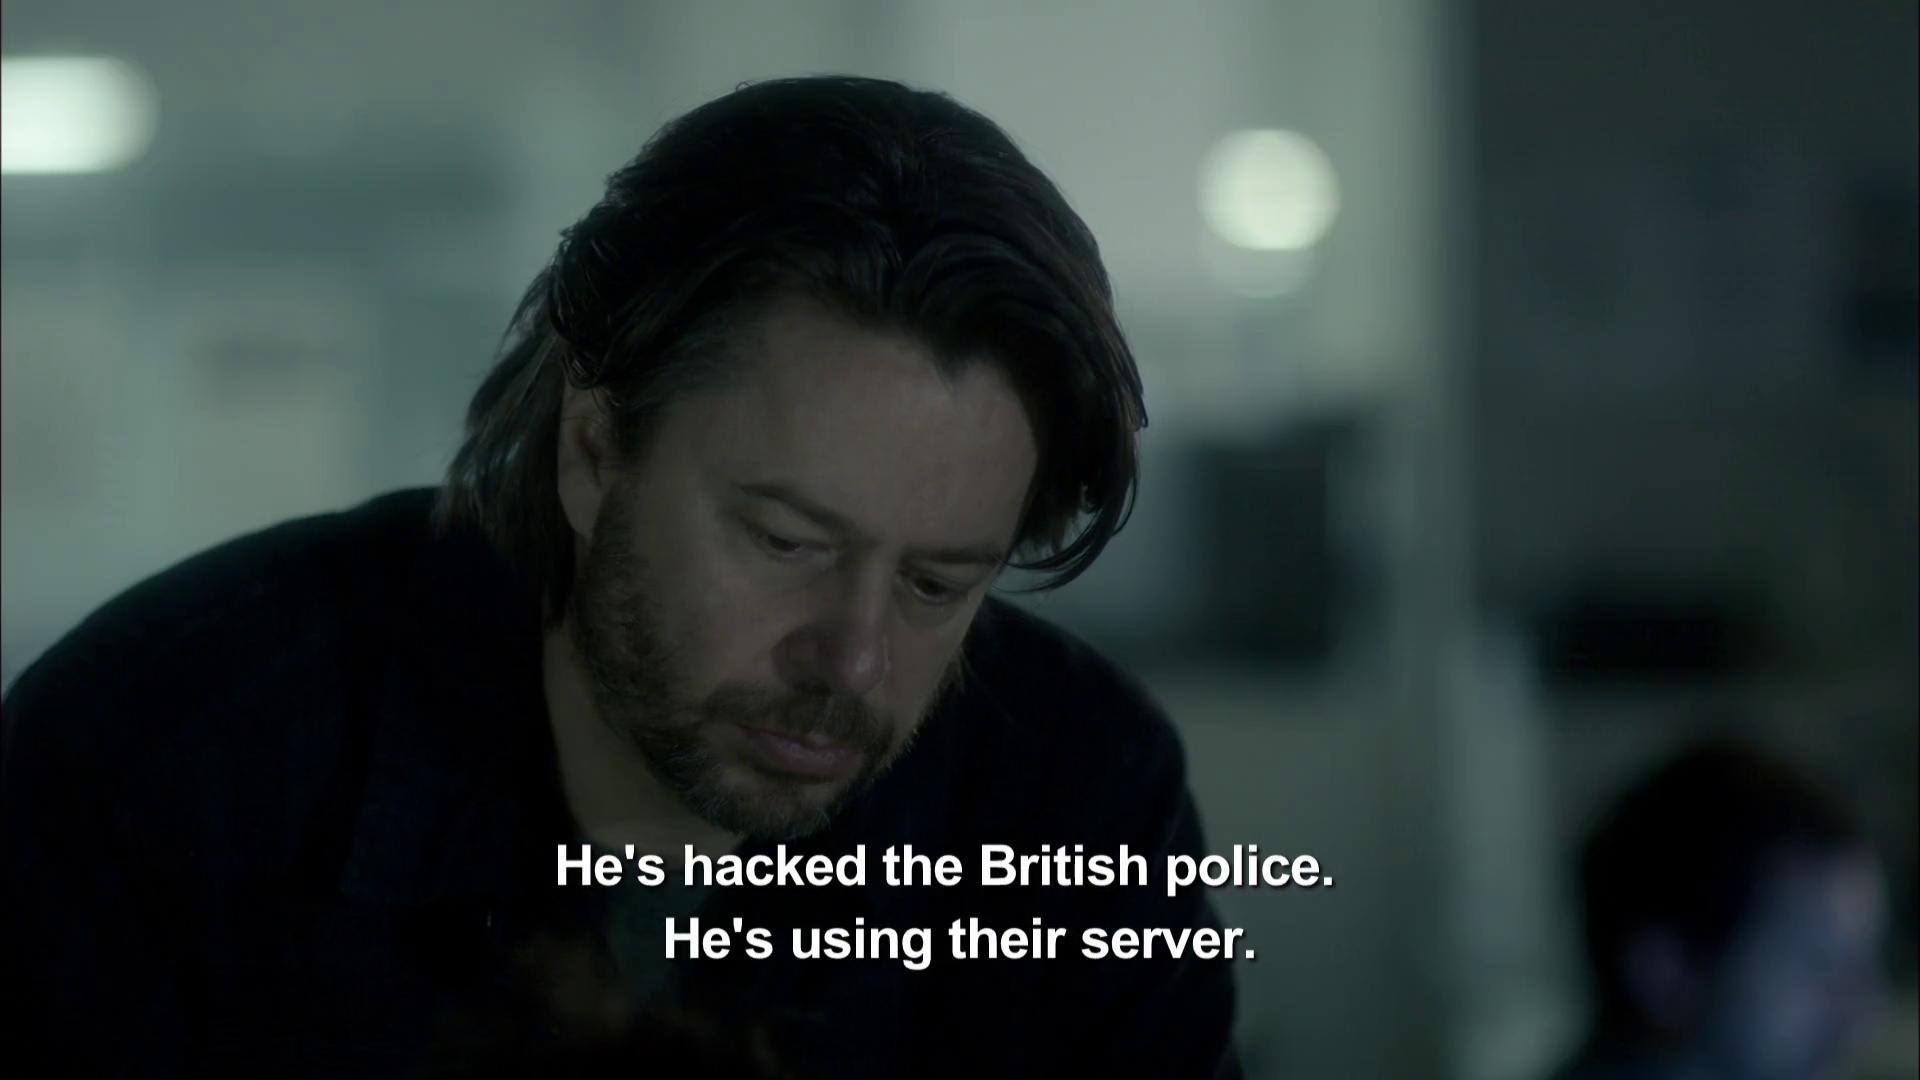 He's hacked the British police.
He's using their server.